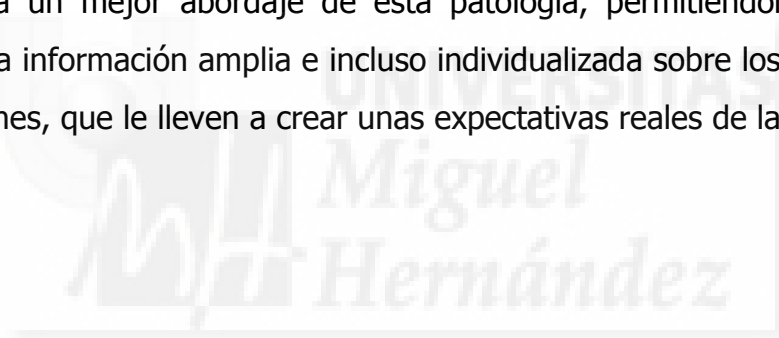 a un mejor abordaje de esta patología, permitiendo
a información amplia e incluso individualizada sobre los
nes, que le lleven a crear unas expectativas reales de la
UNIVERSITAS
Miguel
Hernández